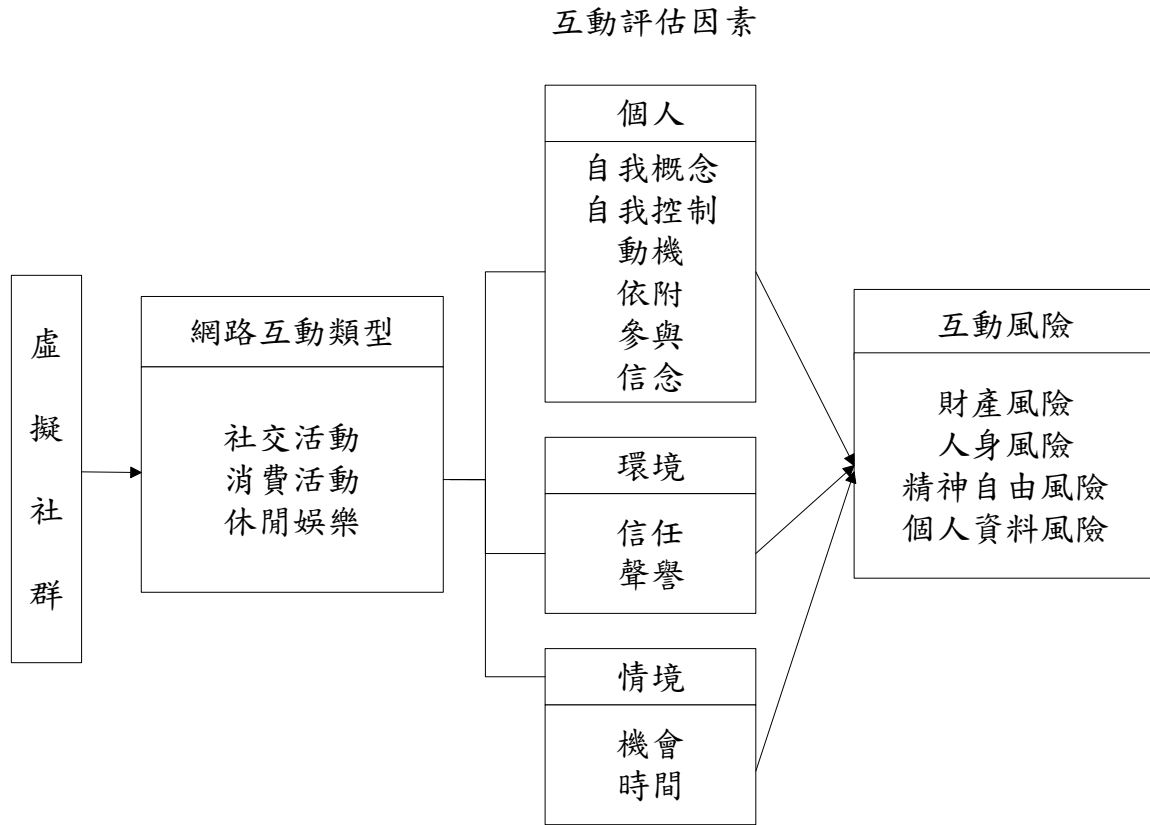 互動評估因素
虛
擬
社
群
網路互動類型
社交活動
消費活動
休閒娛樂
個人
自我概念
自我控制
動機
依附
參與
信念
環境
信任
聲譽
情境
機會
時間
互動風險
財產風險
人身風險
精神自由風險
個人資料風險